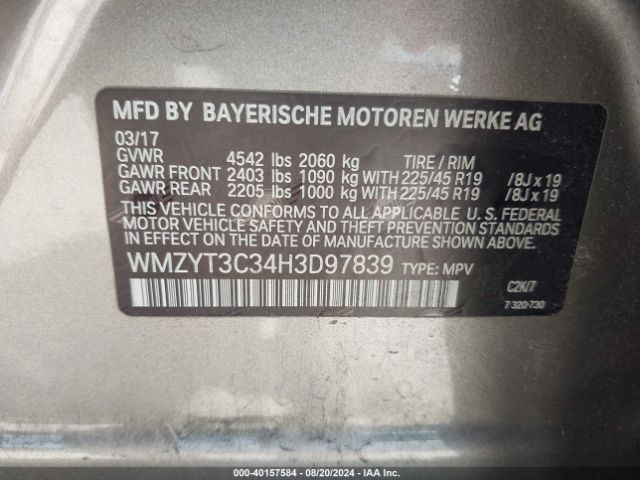 MFD BY BAYERISCHE MOTOREN WERKE AG
03/17
GVWR 4542 lbs 2060 kg TIRE / RIM
GAWR FRONT 2403 lbs 1090 kg WITH 225/45 R19 /8J x 19
GAWR REAR 2205 lbs 1000 kg WITH 225/45 R19 /8J x 19
THIS VEHICLE CONFORMS TO ALL APPLICABLE U. S. FEDERAL
MOTOR VEHICLE SAFETY AND THEFT PREVENTION STANDARDS
IN EFFECT ON THE DATE OF MANUFACTURE SHOWN ABOVE.
WMZYT3C34H3D97839 TYPE: MPV
C2K/7
7 320-730
000-40157584 | 08/20/2024 | IAA Inc.